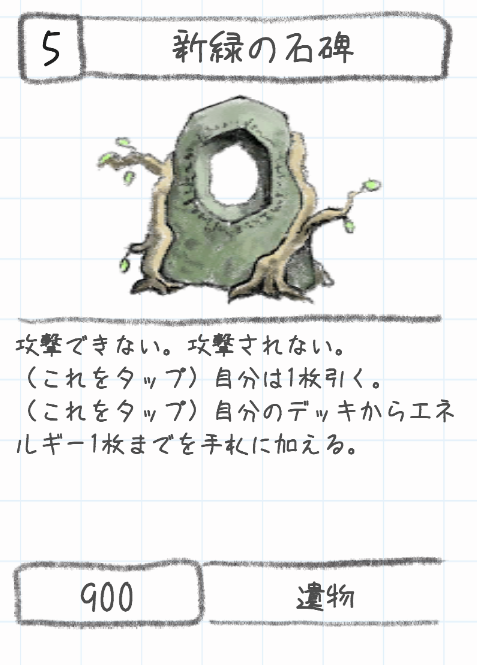 5
新緑の石碑
攻撃できない。攻撃されない。
（これをタップ）自分は1枚引く。
（これをタップ）自分のデッキからエネ
ルギー1枚までを手札に加える。
900
遺物